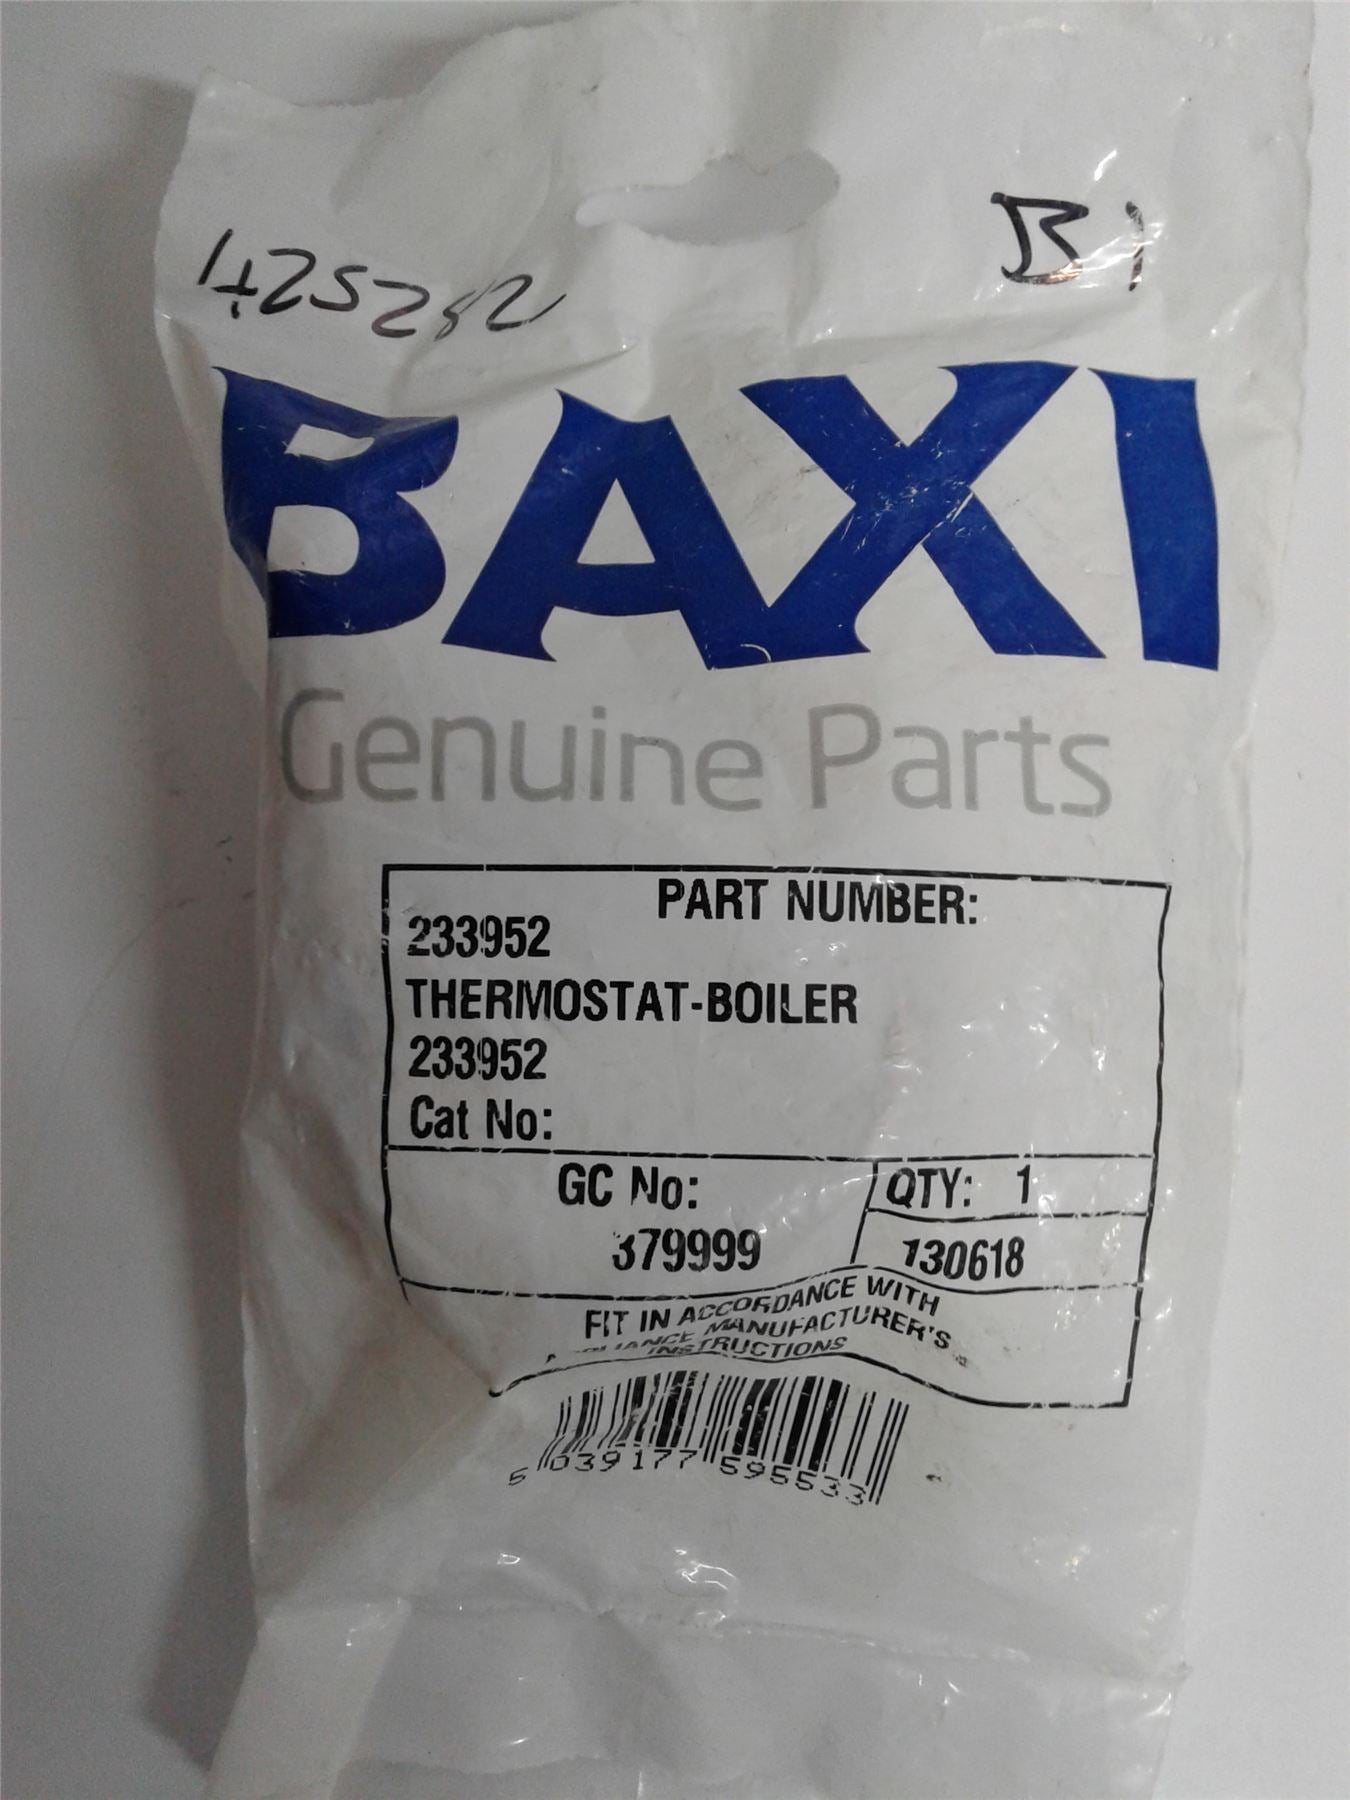 425282
B1
BAXI
Genuine Parts
PART NUMBER:
233952
THERMOSTAT-BOILER
233952
Cat No:
GC No:
379999
QTY: 1
130618
FIT IN ACCORDANCE WITH
APPLIANCE MANUFACTURER'S
INSTRUCTIONS
5 039177 595533